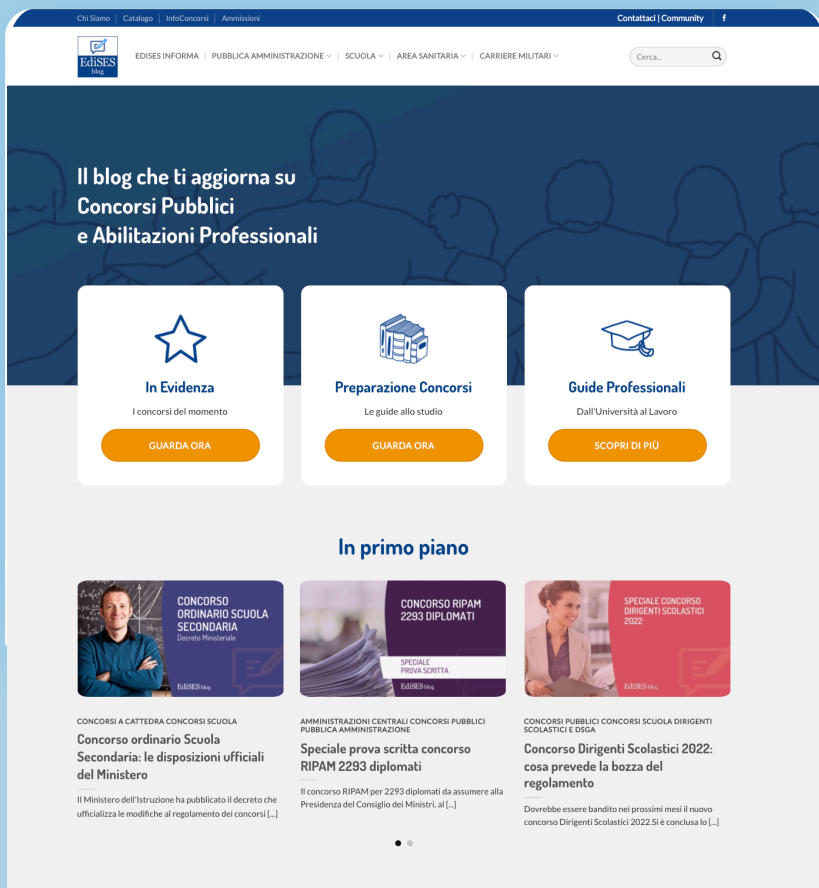 Chi Siamo | Catalogo | InfoConcorsi | Ammissioni
Contattaci | Community f
EdiSES
blog
EDISES INFORMA | PUBBLICA AMMINISTRAZIONE | SCUOLA | AREA SANITARIA | CARRIERE MILITARI
Cerca...
Il blog che ti aggiorna su
Concorsi Pubblici
e Abilitazioni Professionali
In Evidenza
I concorsi del momento
GUARDA ORA
Preparazione Concorsi
Le guide allo studio
GUARDA ORA
Guide Professionali
Dall'Università al Lavoro
SCOPRI DI PIÙ
In primo piano
CONCORSO
ORDINARIO SCUOLA
SECONDARIA
Decreto Ministeriale
EdiSES blog
CONCORSI A CATTEDRA CONCORSI SCUOLA
Concorso ordinario Scuola
Secondaria: le disposizioni ufficiali
del Ministero
Il Ministero dell'Istruzione ha pubblicato il decreto che
ufficializza le modifiche al regolamento dei concorsi [...]
CONCORSO RIPAM
2293 DIPLOMATI
SPECIALE
PROVA SCRITTA
EdiSES blog
AMMINISTRAZIONI CENTRALI CONCORSI PUBBLICI
PUBBLICA AMMINISTRAZIONE
Speciale prova scritta concorso
RIPAM 2293 diplomati
Il concorso RIPAM per 2293 diplomati da assumere alla
Presidenza del Consiglio dei Ministri, al [...]
SPECIALE CONCORSO
DIRIGENTI SCOLASTICI
2022
EdiSES blog
CONCORSI PUBBLICI CONCORSI SCUOLA DIRIGENTI
SCOLASTICI E DSGA
Concorso Dirigenti Scolastici 2022:
cosa prevede la bozza del
regolamento
Dovrebbe essere bandito nei prossimi mesi il nuovo
concorso Dirigenti Scolastici 2022.Si è conclusa lo [...]